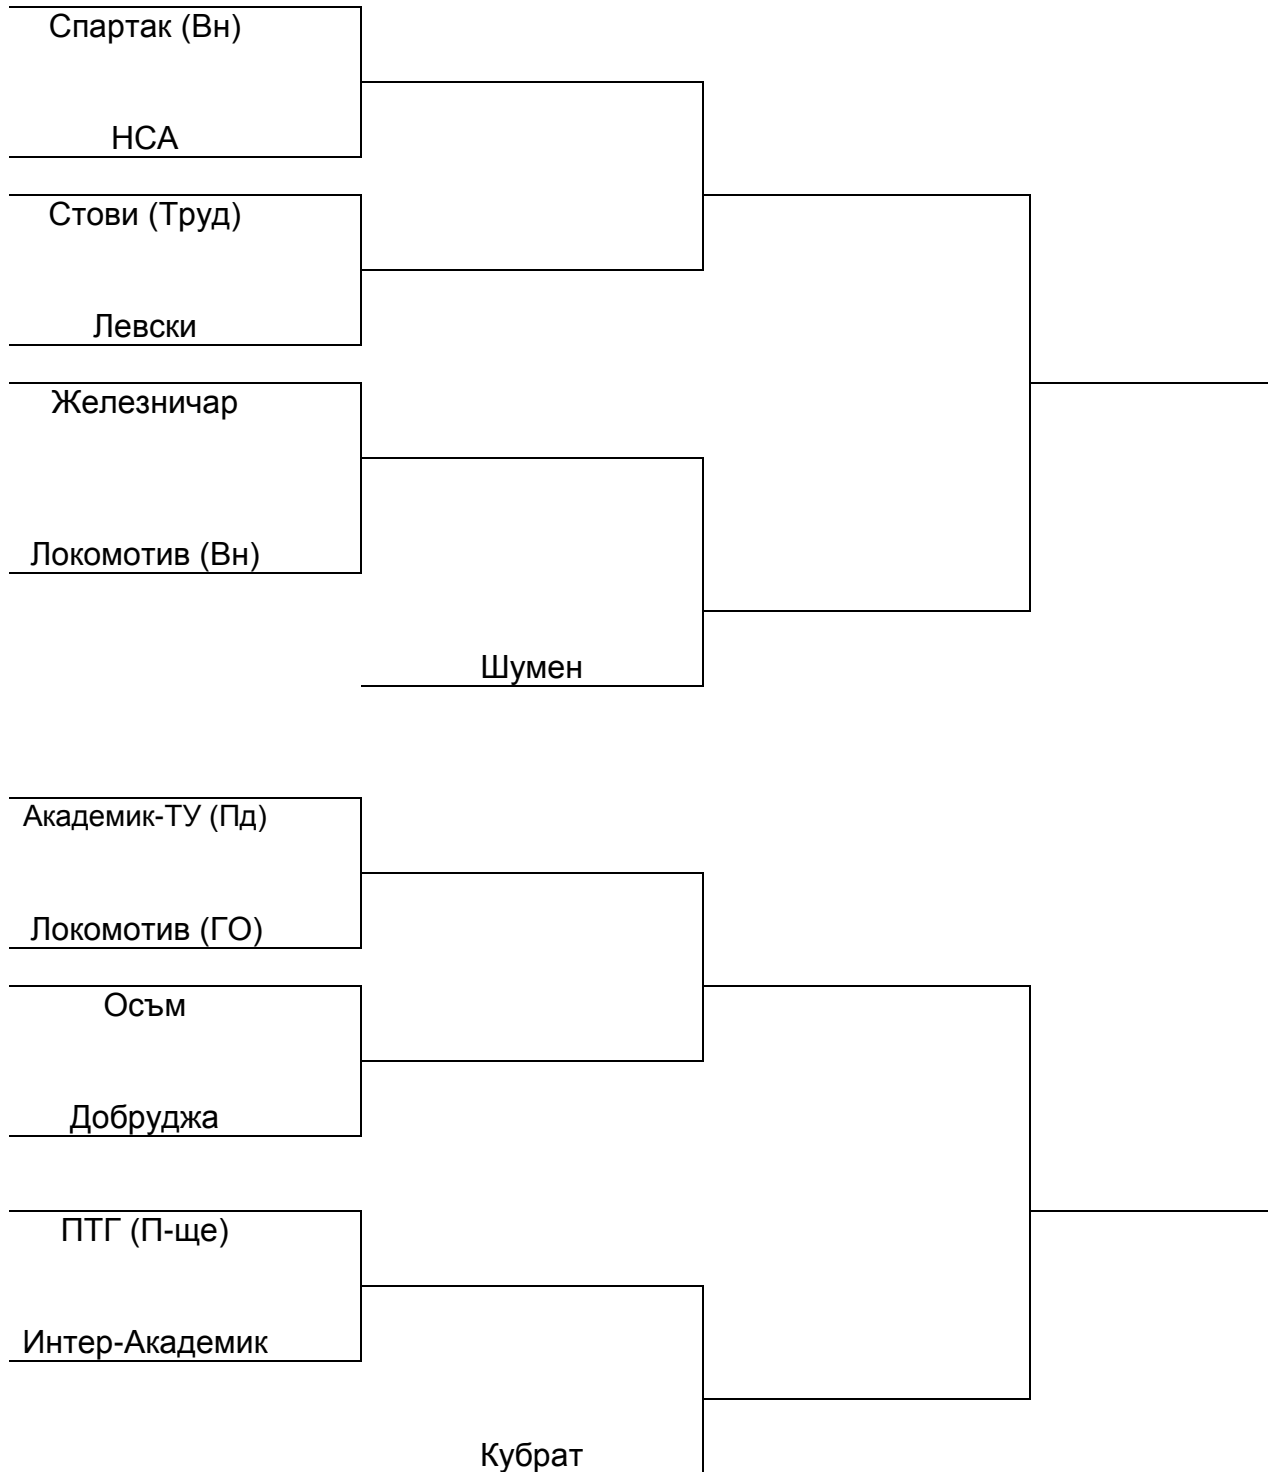 Спартак (Вн)
НСА
Стови (Труд)
Левски
Железничар
Локомотив (Вн)
Шумен
Академик-ТУ (Пд)
Локомотив (ГО)
Осъм
Добруджа
ПТГ (П-ще)
Интер-Академик
Кубрат